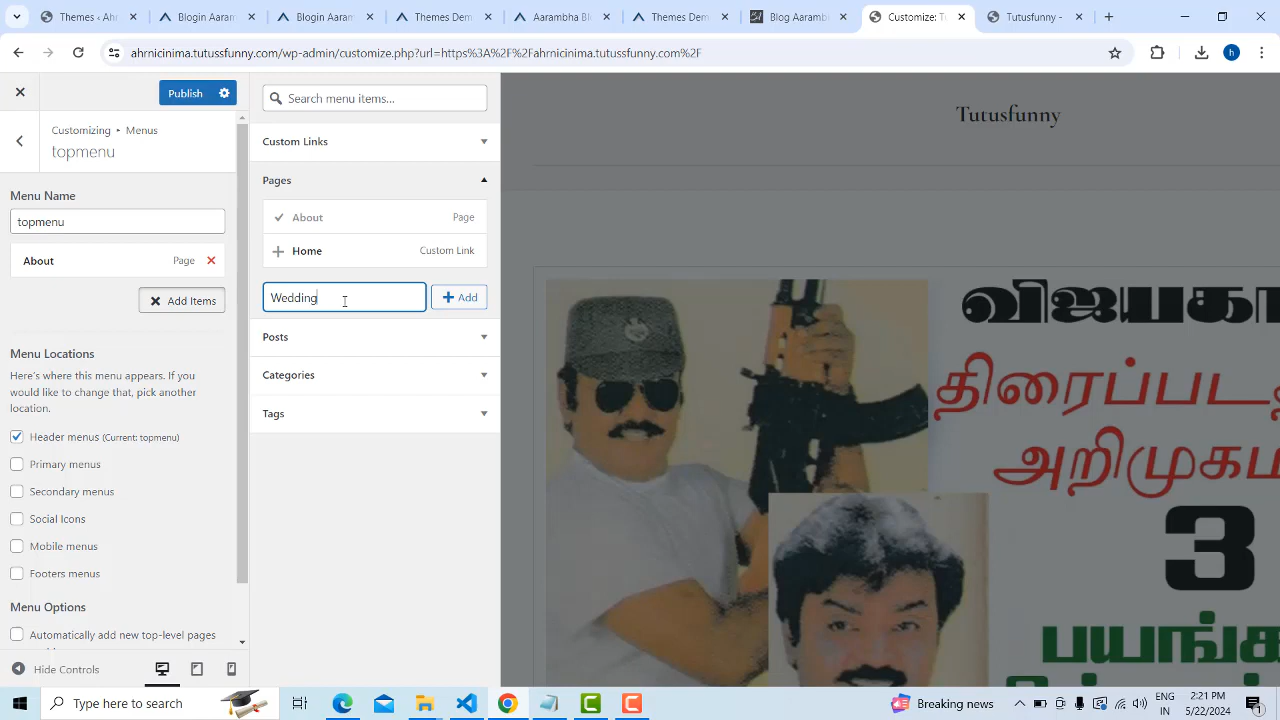 Themes ‹ Ahr
Blogin Aaram
Blogin Aaram
Themes Dem
Aarambha Bl
Themes Dem
Blog Aaramb
Customize: T
Tutusfunny -
ahrnicinima.tutussfunny.com/wp-admin/customize.php?url=https%3A%2F%2Fahrnicinima.tutussfunny.com%2F
h
Publish
Customizing ▸ Menus
topmenu
Menu Name
topmenu
About Page
Add Items
Menu Locations
Here's where this menu appears. If you
would like to change that, pick another
location.
Header menus (Current: topmenu)
Primary menus
Secondary menus
Social Icons
Mobile menus
Footers menus
Menu Options
Automatically add new top-level pages
Hide Controls
Search menu items...
Custom Links
Pages
About Page
Home Custom Link
Wedding Add
Posts
Categories
Tags
Tutusfunny
விஜயகா
திரைப்பட
அறிமுகம
3
பயங்க
Type here to search
Breaking news
ENG
IN
2:21 PM
5/22/2024